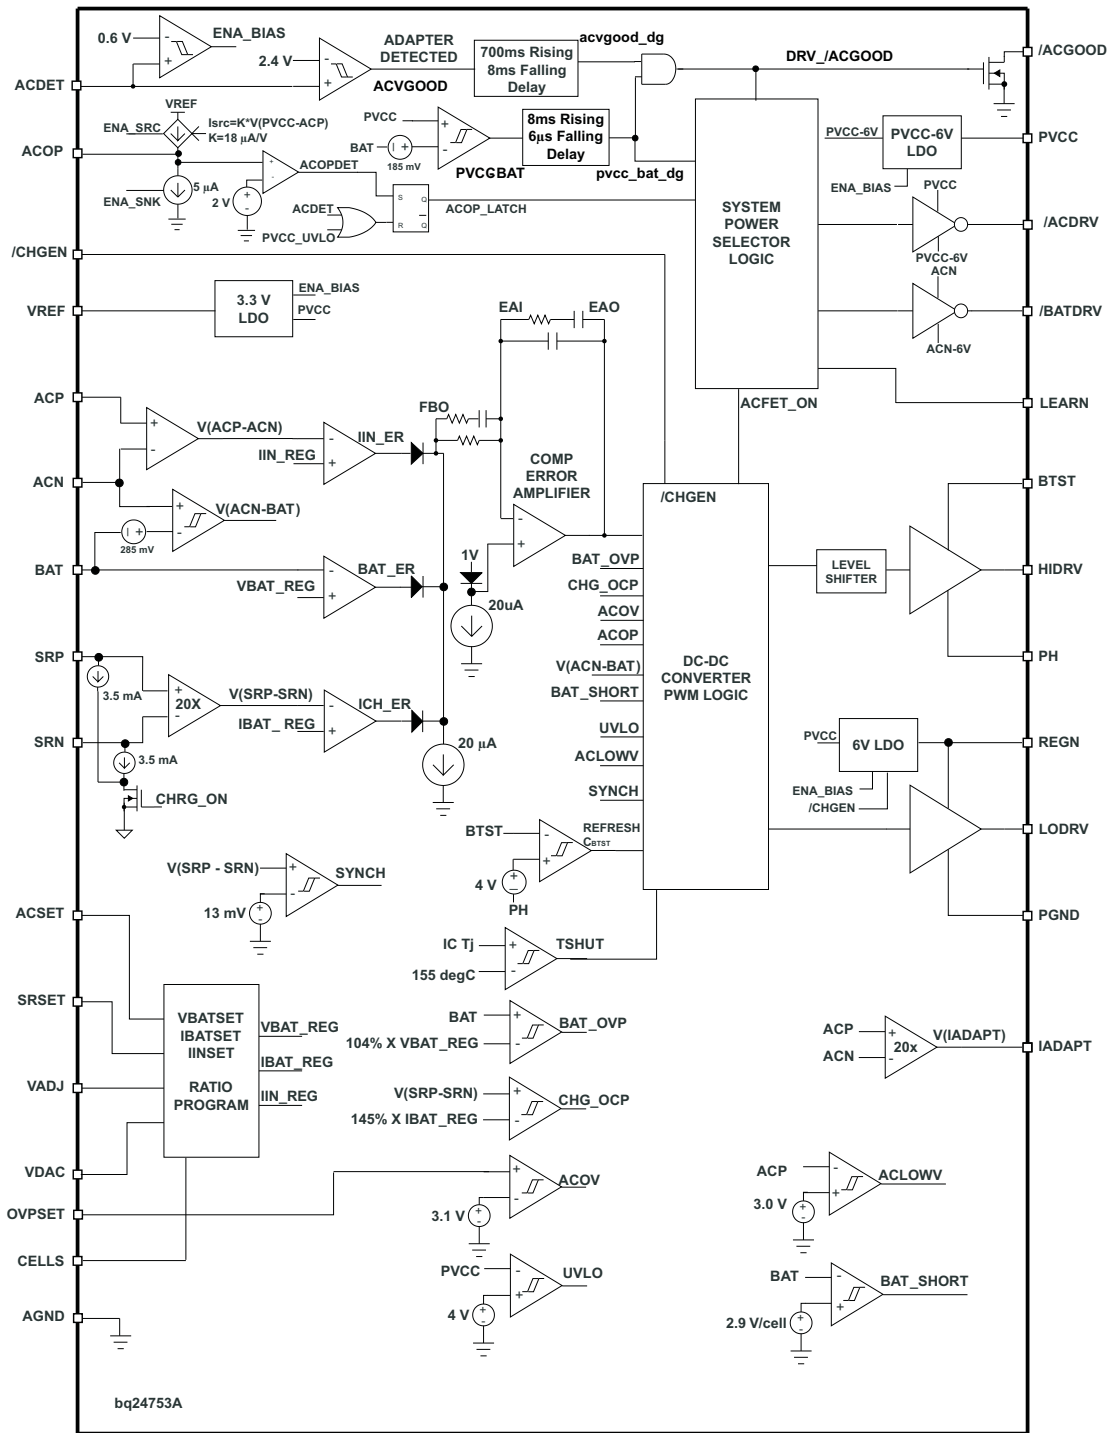 0.6 V
ENA_BIAS
ACDET
2.4 V
ADAPTER
DETECTED
ACVGOOD
700ms Rising
8ms Falling
Delay
acvgood_dg
DRV_/ACGOOD
/ACGOOD
VREF
ENA_SRC
Isrc=K*V(PVCC-ACP)
K=18 µA/V
ACOP
PVCC
BAT
185 mV
PVCCBAT
8ms Rising
6µs Falling
Delay
pvcc_bat_dg
PVCC-6V
PVCC-6V
LDO
PVCC
ENA_BIAS
ACOPDET
5 µA
ENA_SNK
2 V
ACDET
PVCC_UVLO
S
Q
R
Q
ACOP_LATCH
SYSTEM
POWER
SELECTOR
LOGIC
PVCC
/ACDRV
PVCC-6V
ACN
/BATDRV
ACN-6V
/CHGEN
VREF
3.3 V
LDO
ENA_BIAS
PVCC
EAI
EAO
LEARN
ACFET_ON
ACP
V(ACP-ACN)
IIN_REG
IIN_ER
FBO
COMP
ERROR
AMPLIFIER
ACN
V(ACN-BAT)
285 mV
BAT
VBAT_REG
BAT_ER
1V
20uA
/CHGEN
BAT_OVP
CHG_OCP
ACOV
ACOP
V(ACN-BAT)
BAT_SHORT
UVLO
ACLOWV
SYNCH
DC-DC
CONVERTER
PWM LOGIC
LEVEL
SHIFTER
BTST
HIDRV
PH
SRP
3.5 mA
20X
V(SRP-SRN)
IBAT_ REG
ICH_ER
20 µA
SRN
3.5 mA
CHRG_ON
PVCC
6V LDO
REGN
ENA_BIAS
/CHGEN
LODRV
PGND
BTST
4 V
PH
REFRESH
CBTST
V(SRP - SRN)
13 mV
SYNCH
IC Tj
155 degC
TSHUT
ACSET
SRSET
VADJ
VDAC
OVPSET
CELLS
AGND
VBATSET
IBATSET
IINSET
RATIO
PROGRAM
VBAT_REG
IBAT_REG
IIN_REG
BAT
104% X VBAT_REG
BAT_OVP
V(SRP-SRN)
145% X IBAT_REG
CHG_OCP
ACP
ACN
20x
V(IADAPT)
IADAPT
3.1 V
ACOV
ACP
3.0 V
ACLOWV
PVCC
4 V
UVLO
BAT
2.9 V/cell
BAT_SHORT
bq24753A